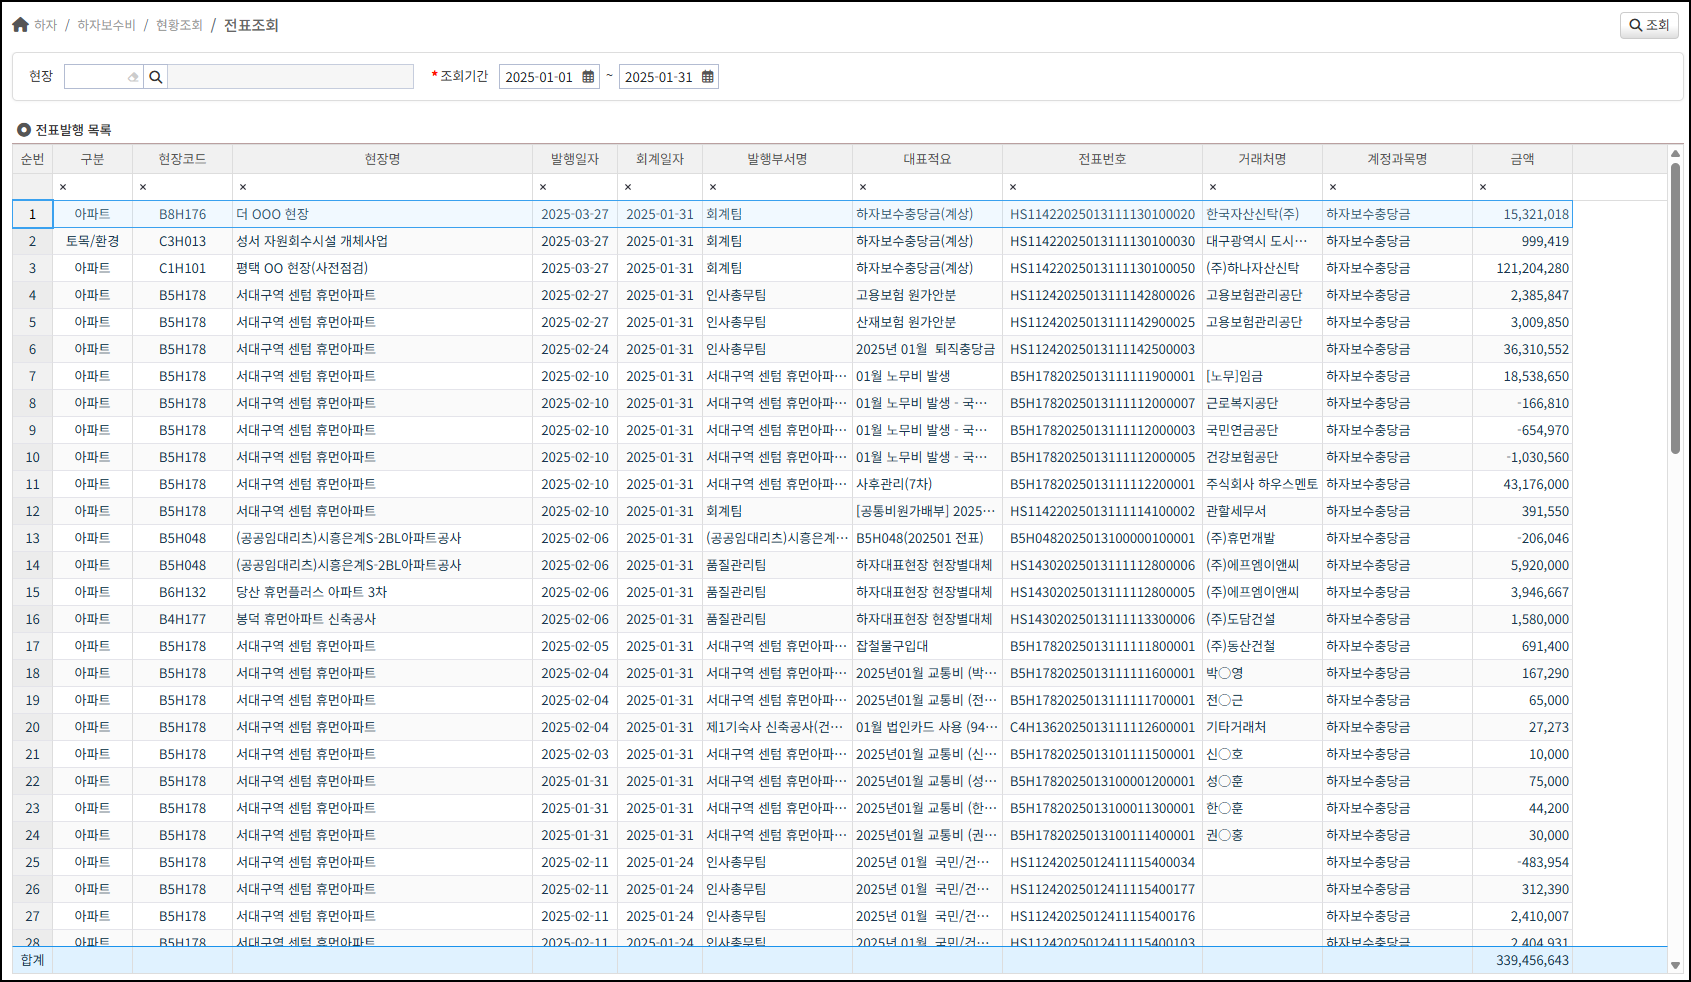 하자 / 하자보수비 / 현황조회 / 전표조회
조회
현장 * 조회기간 2025-01-01 ~ 2025-01-31
전표발행 목록
순번 구분 현장코드 현장명 발행일자 회계일자 발행부서명 대표적요 전표번호 거래처명 계정과목명 금액
× × × × × × × × × × ×
1 아파트 B8H176 더 OOO 현장 2025-03-27 2025-01-31 회계팀 하자보수충당금(계상) HS11422025013111130100020 한국자산신탁(주) 하자보수충당금 15,321,018
2 토목/환경 C3H013 성서 자원회수시설 개체사업 2025-03-27 2025-01-31 회계팀 하자보수충당금(계상) HS11422025013111130100030 대구광역시 도시… 하자보수충당금 999,419
3 아파트 C1H101 평택 OO 현장(사전점검) 2025-03-27 2025-01-31 회계팀 하자보수충당금(계상) HS11422025013111130100050 (주)하나자산신탁 하자보수충당금 121,204,280
4 아파트 B5H178 서대구역 센텀 휴먼아파트 2025-02-27 2025-01-31 인사총무팀 고용보험 원가안분 HS11242025013111142800026 고용보험관리공단 하자보수충당금 2,385,847
5 아파트 B5H178 서대구역 센텀 휴먼아파트 2025-02-27 2025-01-31 인사총무팀 산재보험 원가안분 HS11242025013111142900025 고용보험관리공단 하자보수충당금 3,009,850
6 아파트 B5H178 서대구역 센텀 휴먼아파트 2025-02-24 2025-01-31 인사총무팀 2025년 01월 퇴직충당금 HS11242025013111142500003 하자보수충당금 36,310,552
7 아파트 B5H178 서대구역 센텀 휴먼아파트 2025-02-10 2025-01-31 서대구역 센텀 휴먼아파… 01월 노무비 발생 B5H1782025013111111900001 [노무]임금 하자보수충당금 18,538,650
8 아파트 B5H178 서대구역 센텀 휴먼아파트 2025-02-10 2025-01-31 서대구역 센텀 휴먼아파… 01월 노무비 발생 - 국… B5H1782025013111112000007 근로복지공단 하자보수충당금 -166,810
9 아파트 B5H178 서대구역 센텀 휴먼아파트 2025-02-10 2025-01-31 서대구역 센텀 휴먼아파… 01월 노무비 발생 - 국… B5H1782025013111112000003 국민연금공단 하자보수충당금 -654,970
10 아파트 B5H178 서대구역 센텀 휴먼아파트 2025-02-10 2025-01-31 서대구역 센텀 휴먼아파… 01월 노무비 발생 - 국… B5H1782025013111112000005 건강보험공단 하자보수충당금 -1,030,560
11 아파트 B5H178 서대구역 센텀 휴먼아파트 2025-02-10 2025-01-31 서대구역 센텀 휴먼아파… 사후관리(7차) B5H1782025013111112200001 주식회사 하우스멘토 하자보수충당금 43,176,000
12 아파트 B5H178 서대구역 센텀 휴먼아파트 2025-02-10 2025-01-31 회계팀 [공통비원가배부] 2025… HS11422025013111114100002 관할세무서 하자보수충당금 391,550
13 아파트 B5H048 (공공임대리츠)시흥은계S-2BL아파트공사 2025-02-06 2025-01-31 (공공임대리츠)시흥은계… B5H048(202501 전표) B5H0482025013100000100001 (주)휴먼개발 하자보수충당금 -206,046
14 아파트 B5H048 (공공임대리츠)시흥은계S-2BL아파트공사 2025-02-06 2025-01-31 품질관리팀 하자대표현장 현장별대체 HS14302025013111112800006 (주)에프엠이앤씨 하자보수충당금 5,920,000
15 아파트 B6H132 당산 휴먼플러스 아파트 3차 2025-02-06 2025-01-31 품질관리팀 하자대표현장 현장별대체 HS14302025013111112800005 (주)에프엠이앤씨 하자보수충당금 3,946,667
16 아파트 B4H177 봉덕 휴먼아파트 신축공사 2025-02-06 2025-01-31 품질관리팀 하자대표현장 현장별대체 HS14302025013111113300006 (주)도담건설 하자보수충당금 1,580,000
17 아파트 B5H178 서대구역 센텀 휴먼아파트 2025-02-05 2025-01-31 서대구역 센텀 휴먼아파… 잡철물구입대 B5H1782025013111111800001 (주)동산건철 하자보수충당금 691,400
18 아파트 B5H178 서대구역 센텀 휴먼아파트 2025-02-04 2025-01-31 서대구역 센텀 휴먼아파… 2025년01월 교통비 (박… B5H1782025013111111600001 박○영 하자보수충당금 167,290
19 아파트 B5H178 서대구역 센텀 휴먼아파트 2025-02-04 2025-01-31 서대구역 센텀 휴먼아파… 2025년01월 교통비 (전… B5H1782025013111111700001 전○근 하자보수충당금 65,000
20 아파트 B5H178 서대구역 센텀 휴먼아파트 2025-02-04 2025-01-31 제1기숙사 신축공사(건… 01월 법인카드 사용 (94… C4H1362025013111112600001 기타거래처 하자보수충당금 27,273
21 아파트 B5H178 서대구역 센텀 휴먼아파트 2025-02-03 2025-01-31 서대구역 센텀 휴먼아파… 2025년01월 교통비 (신… B5H1782025013101111500001 신○호 하자보수충당금 10,000
22 아파트 B5H178 서대구역 센텀 휴먼아파트 2025-01-31 2025-01-31 서대구역 센텀 휴먼아파… 2025년01월 교통비 (성… B5H1782025013100001200001 성○훈 하자보수충당금 75,000
23 아파트 B5H178 서대구역 센텀 휴먼아파트 2025-01-31 2025-01-31 서대구역 센텀 휴먼아파… 2025년01월 교통비 (한… B5H1782025013100011300001 한○훈 하자보수충당금 44,200
24 아파트 B5H178 서대구역 센텀 휴먼아파트 2025-01-31 2025-01-31 서대구역 센텀 휴먼아파… 2025년01월 교통비 (권… B5H1782025013100111400001 권○홍 하자보수충당금 30,000
25 아파트 B5H178 서대구역 센텀 휴먼아파트 2025-02-11 2025-01-24 인사총무팀 2025년 01월 국민/건… HS11242025012411115400034 하자보수충당금 -483,954
26 아파트 B5H178 서대구역 센텀 휴먼아파트 2025-02-11 2025-01-24 인사총무팀 2025년 01월 국민/건… HS11242025012411115400177 하자보수충당금 312,390
27 아파트 B5H178 서대구역 센텀 휴먼아파트 2025-02-11 2025-01-24 인사총무팀 2025년 01월 국민/건… HS11242025012411115400176 하자보수충당금 2,410,007
28 아파트 B5H178 서대구역 센텀 휴먼아파트 2025-02-11 2025-01-24 인사총무팀 2025년 01월 국민/건… HS11242025012411115400103 하자보수충당금 2,404,931
합계 339,456,643